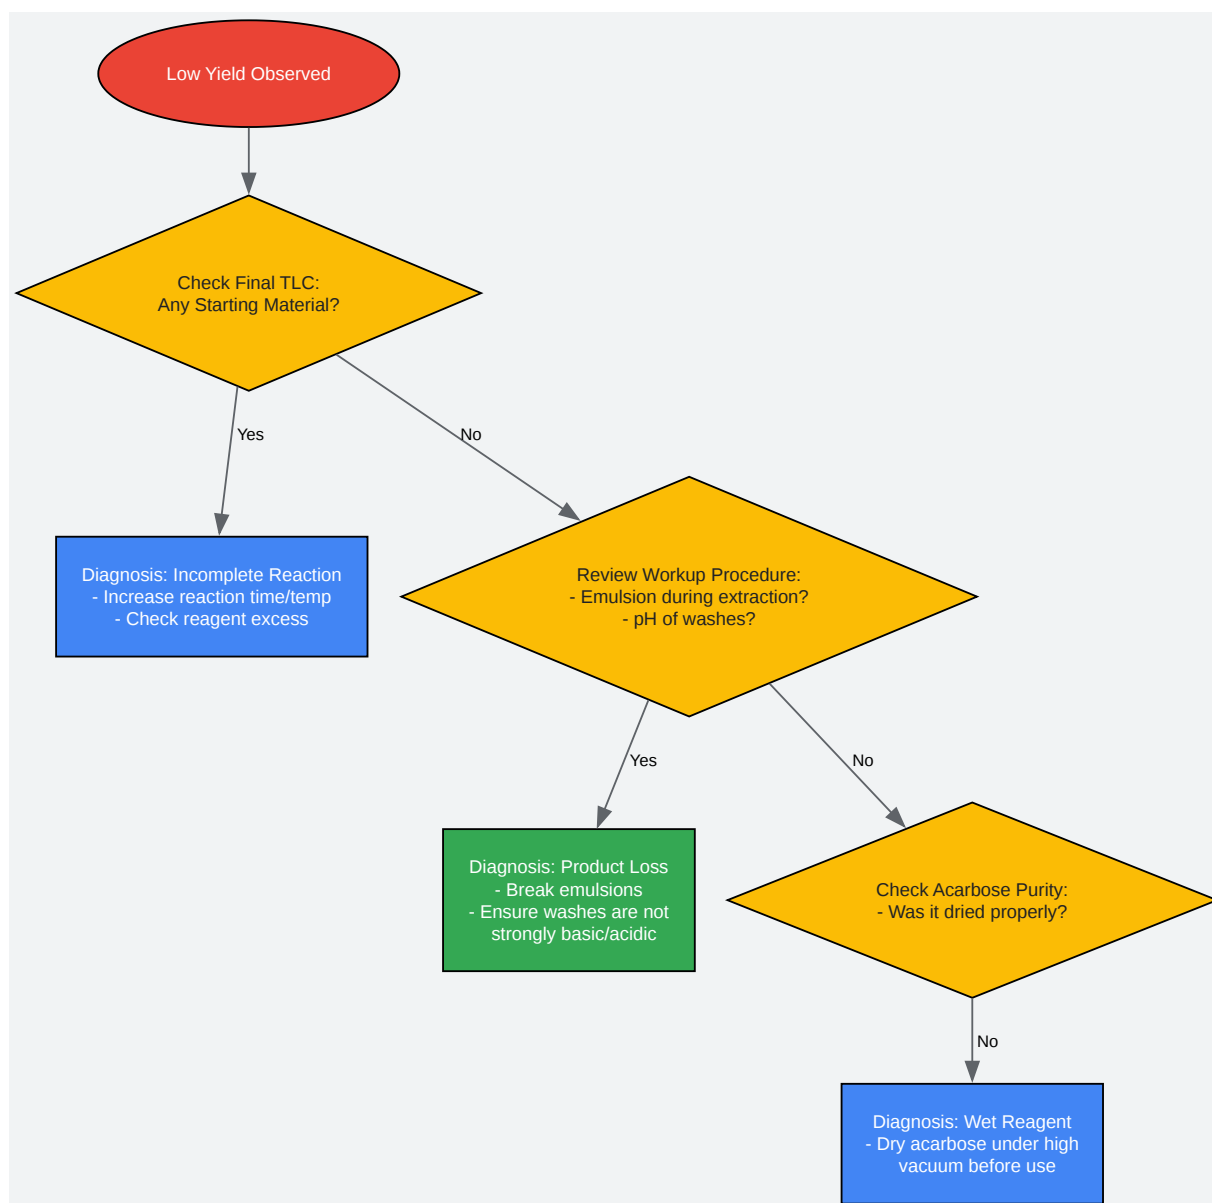 Low Yield Observed
Check Final TLC:
Any Starting Material?
Yes
No
Diagnosis: Incomplete Reaction
- Increase reaction time/temp
- Check reagent excess
Review Workup Procedure:
- Emulsion during extraction?
- pH of washes?
Yes
No
Diagnosis: Product Loss
- Break emulsions
- Ensure washes are not
strongly basic/acidic
Check Acarbose Purity:
- Was it dried properly?
No
Diagnosis: Wet Reagent
- Dry acarbose under high
vacuum before use